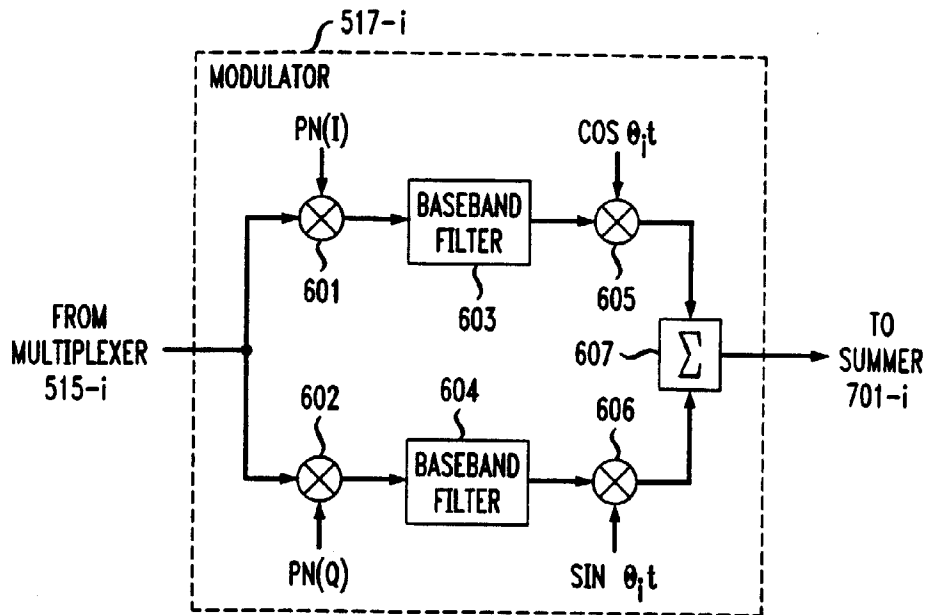 517-i
MODULATOR
PN(I)
COS θᵢt
BASEBAND
FILTER
601
603
605
FROM
MULTIPLEXER
515-i
607
Σ
TO
SUMMER
701-i
602
604
606
BASEBAND
FILTER
PN(Q)
SIN θᵢt